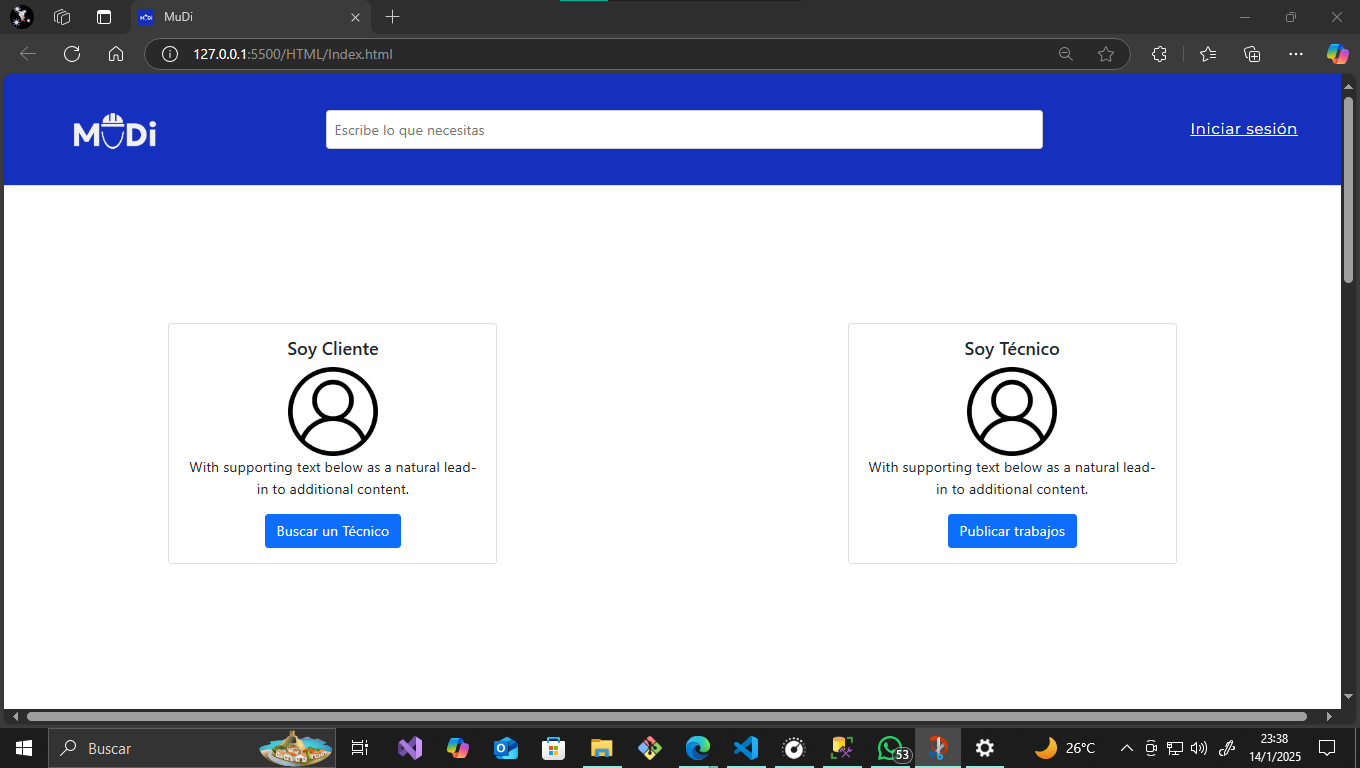 MuDi
127.0.0.1:5500/HTML/Index.html
MuDi
Escribe lo que necesitas
Iniciar sesión
Soy Cliente
With supporting text below as a natural lead-
in to additional content.
Buscar un Técnico
Soy Técnico
With supporting text below as a natural lead-
in to additional content.
Publicar trabajos
Buscar
53
26°C
23:38
14/1/2025